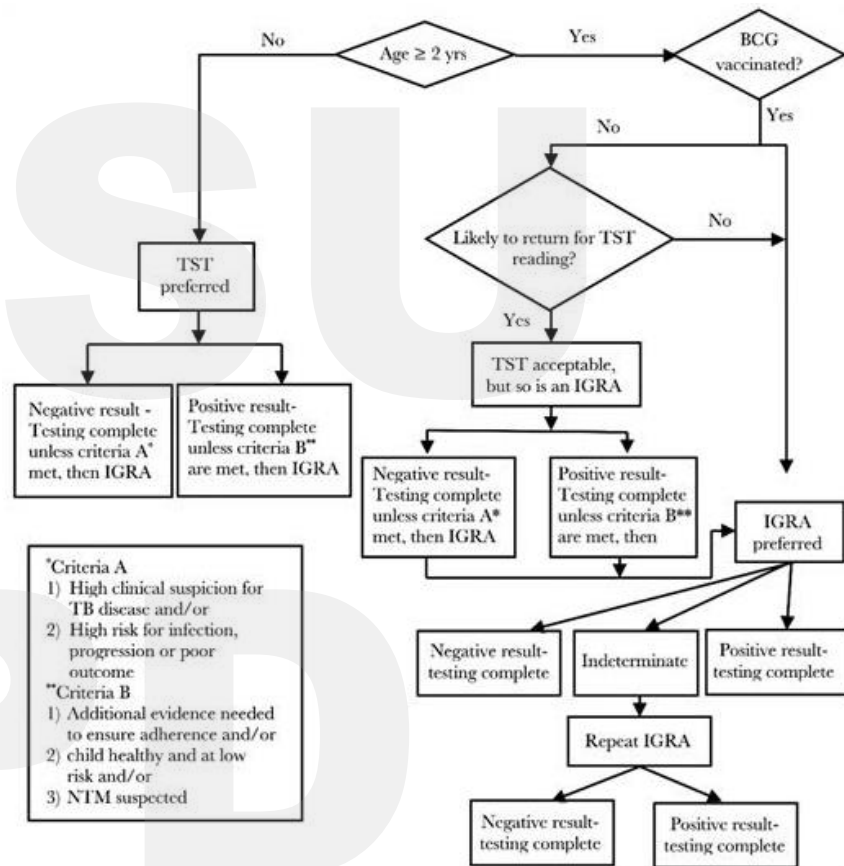 No
Age ≥ 2 yrs
Yes
BCG
vaccinated?
Yes
No
Likely to return for TST
reading?
No
TST
preferred
Yes
TST acceptable,
but so is an IGRA
Negative result -
Testing complete
unless criteria A*
met, then IGRA
Positive result-
Testing complete
unless criteria B**
are met, then IGRA
Negative result-
Testing complete
unless criteria A*
met, then IGRA
Positive result-
Testing complete
unless criteria B**
are met, then
IGRA
preferred
*Criteria A
1) High clinical suspicion for
TB disease and/or
2) High risk for infection,
progression or poor
outcome
**Criteria B
1) Additional evidence needed
to ensure adherence and/or
2) child healthy and at low
risk and/or
3) NTM suspected
Negative result-
testing complete
Indeterminate
Positive result-
testing complete
Repeat IGRA
Negative result-
testing complete
Positive result-
testing complete
SU
PD